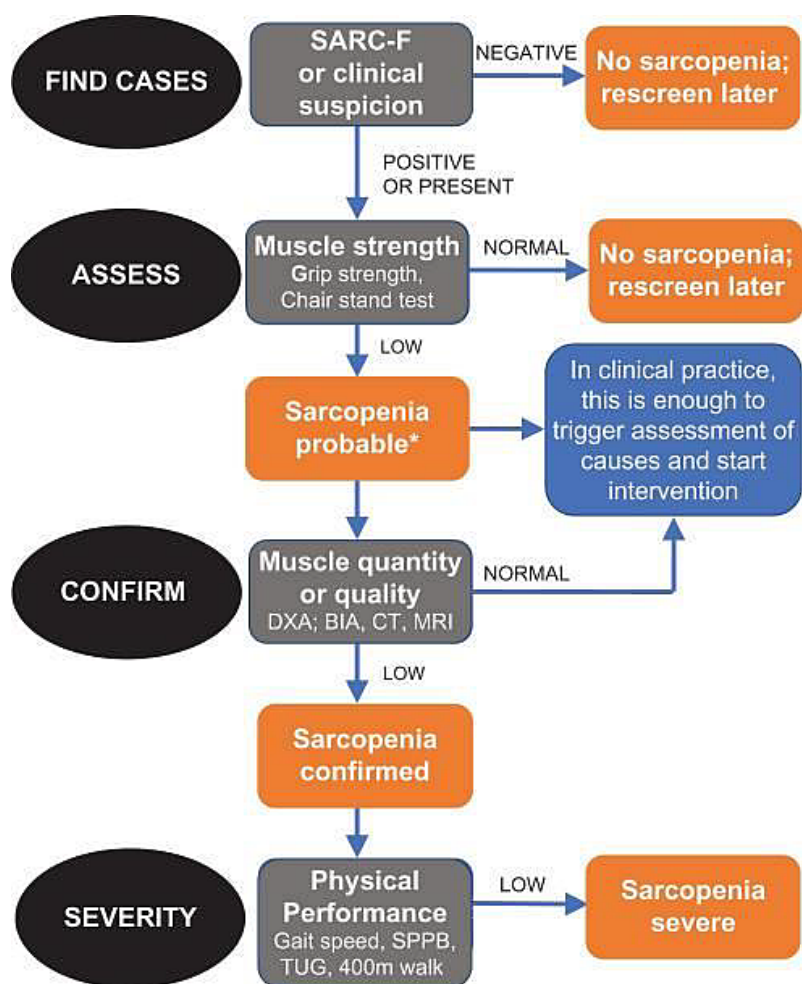 FIND CASES
SARC-F
or clinical
suspicion
NEGATIVE
No sarcopenia;
rescreen later
POSITIVE
OR PRESENT
ASSESS
Muscle strength
Grip strength,
Chair stand test
NORMAL
No sarcopenia;
rescreen later
LOW
Sarcopenia
probable*
In clinical practice,
this is enough to
trigger assessment of
causes and start
intervention
CONFIRM
Muscle quantity
or quality
DXA; BIA, CT, MRI
NORMAL
LOW
Sarcopenia
confirmed
SEVERITY
Physical
Performance
Gait speed, SPPB,
TUG, 400m walk
LOW
Sarcopenia
severe